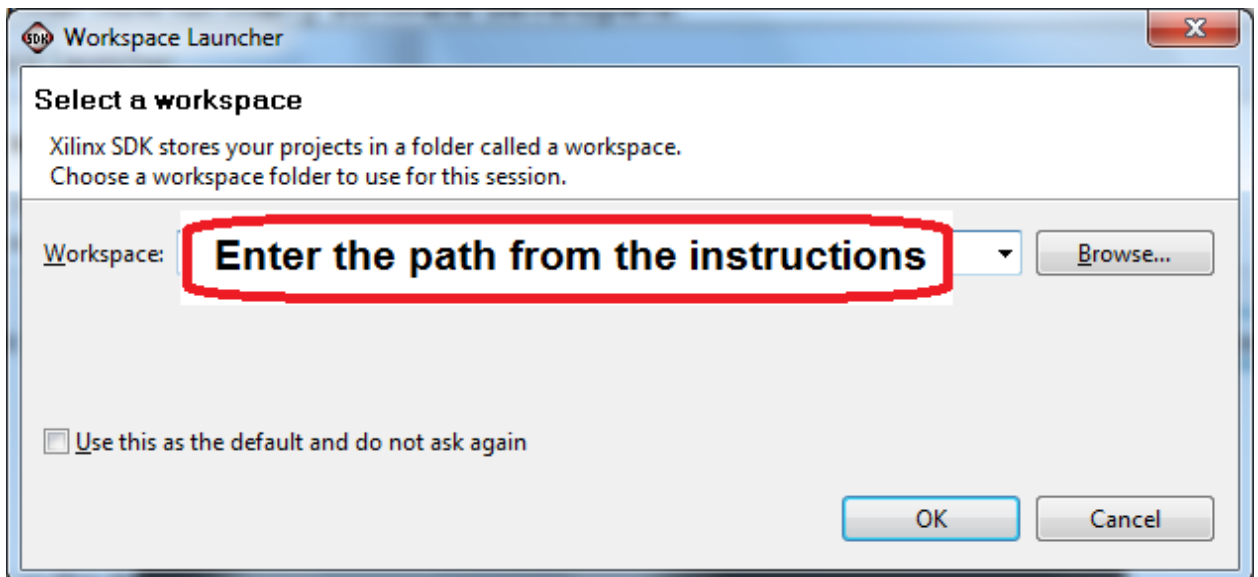 SDK Workspace Launcher
Select a workspace
Xilinx SDK stores your projects in a folder called a workspace.
Choose a workspace folder to use for this session.
Workspace: Enter the path from the instructions Browse...
Use this as the default and do not ask again
OK Cancel